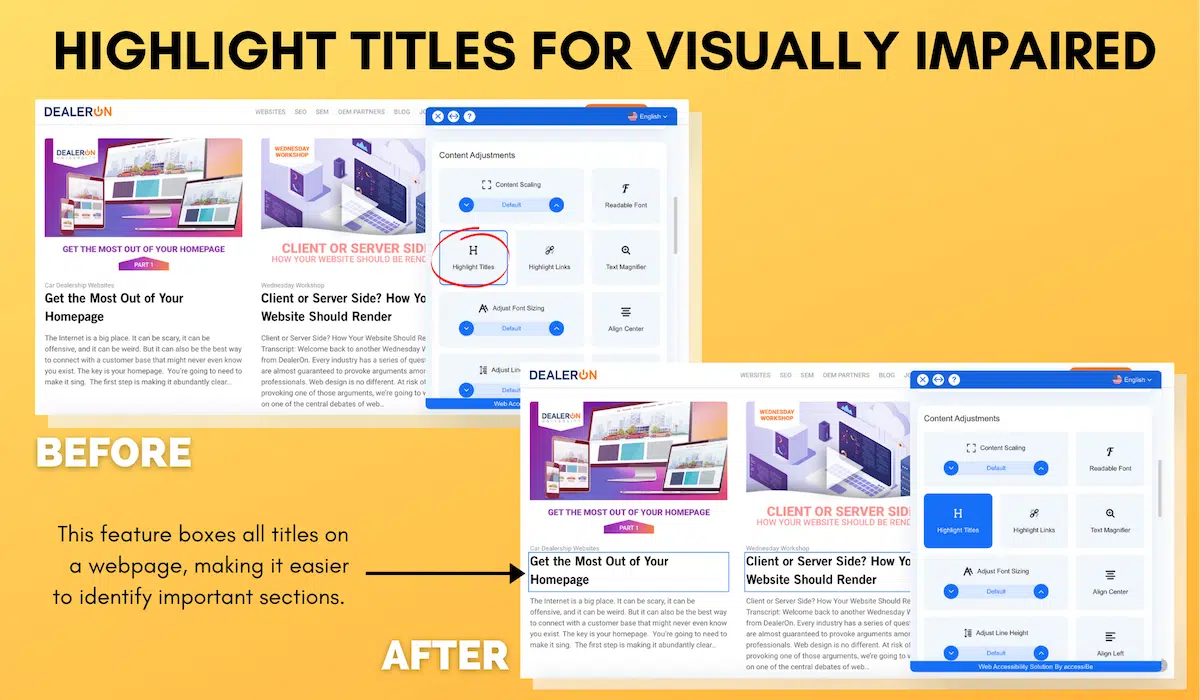 HIGHLIGHT TITLES FOR VISUALLY IMPAIRED
DEALERON
WEBSITES SEO SEM OEM PARTNERS BLOG
English
DEALERON
UNIVERSITY
GET THE MOST OUT OF YOUR HOMEPAGE
PART 1
Car Dealership Websites
Get the Most Out of Your
Homepage
The Internet is a big place. It can be scary, it can be
offensive, and it can be weird. But it can also be the best way
to connect with a customer base that might never even know
you exist. The key is your homepage. You're going to need to
make it sing. The first step is making it abundantly clear...
WEDNESDAY
WORKSHOP
CLIENT OR SERVER SIDE
HOW YOUR WEBSITE SHOULD BE REND
Wednesday Workshop
Client or Server Side? How Yo
Website Should Render
Client or Server Side? How Your Website Should R
Transcript: Welcome back to another Wednesday
from DealerOn. Every industry has a series of ques
are almost guaranteed to provoke arguments amor
professionals. Web design is no different. At risk of
provoking one of those arguments, we're going to
on one of the central debates of web...
Content Adjustments
Content Scaling
Default
Readable Font
Highlight Titles
Highlight Links
Text Magnifier
Adjust Font Sizing
Default
Align Center
Adjust Line
Default
Web Acce
BEFORE
This feature boxes all titles on
a webpage, making it easier
to identify important sections.
AFTER
DEALERON
WEBSITES SEO SEM OEM PARTNERS BLOG
English
DEALERON
UNIVERSITY
GET THE MOST OUT OF YOUR HOMEPAGE
PART 1
Car Dealership Websites
Get the Most Out of Your
Homepage
The Internet is a big place. It can be scary, it can be
offensive, and it can be weird. But it can also be the best way
to connect with a customer base that might never even know
you exist. The key is your homepage. You're going to need to
make it sing. The first step is making it abundantly clear...
WEDNESDAY
WORKSHOP
CLIENT OR SERVER SIDE
HOW YOUR WEBSITE SHOULD BE REND
Wednesday Workshop
Client or Server Side? How Yo
Website Should Render
Client or Server Side? How Your Website Should Re
Transcript: Welcome back to another Wednesday W
from DealerOn. Every industry has a series of quest
are almost guaranteed to provoke arguments among
professionals. Web design is no different. At risk of
provoking one of those arguments, we're going to w
on one of the central debates of web...
Content Adjustments
Content Scaling
Default
Readable Font
Highlight Titles
Highlight Links
Text Magnifier
Adjust Font Sizing
Default
Align Center
Adjust Line Height
Default
Align Left
Web Accessibility Solution By accessiBe